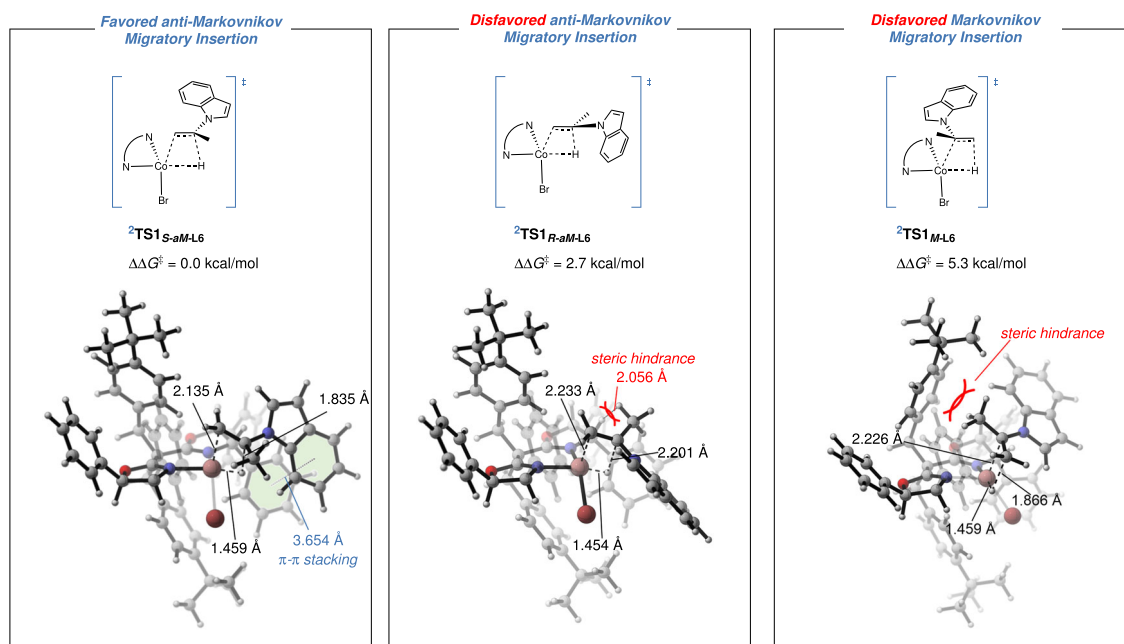 Favored anti-Markovnikov
Migratory Insertion
‡
N
N
N
Co
H
Br
²TS1S-aM-L6
ΔΔG‡ = 0.0 kcal/mol
2.135 Å
1.835 Å
1.459 Å
3.654 Å
π-π stacking
Disfavored anti-Markovnikov
Migratory Insertion
‡
N
N
N
Co
H
Br
²TS1R-aM-L6
ΔΔG‡ = 2.7 kcal/mol
steric hindrance
2.056 Å
2.233 Å
2.201 Å
1.454 Å
Disfavored Markovnikov
Migratory Insertion
‡
N
N
N
Co
H
Br
²TS1M-L6
ΔΔG‡ = 5.3 kcal/mol
steric hindrance
2.226 Å
1.866 Å
1.459 Å